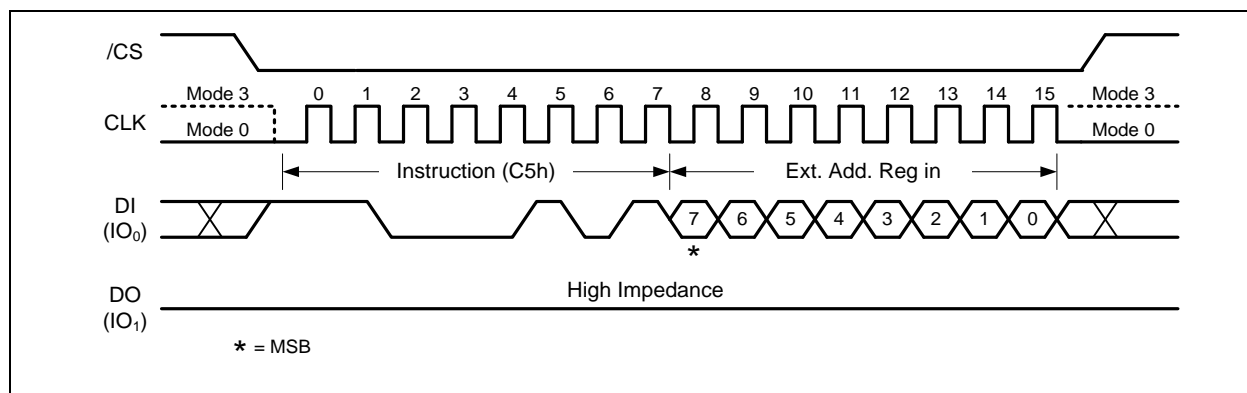 /CS
0 1 2 3 4 5 6 7 8 9 10 11 12 13 14 15
Mode 3 Mode 3
CLK
Mode 0 Mode 0
Instruction (C5h) Ext. Add. Reg in
DI
(IO₀)
7 6 5 4 3 2 1 0
*
High Impedance
DO
(IO₁)
* = MSB